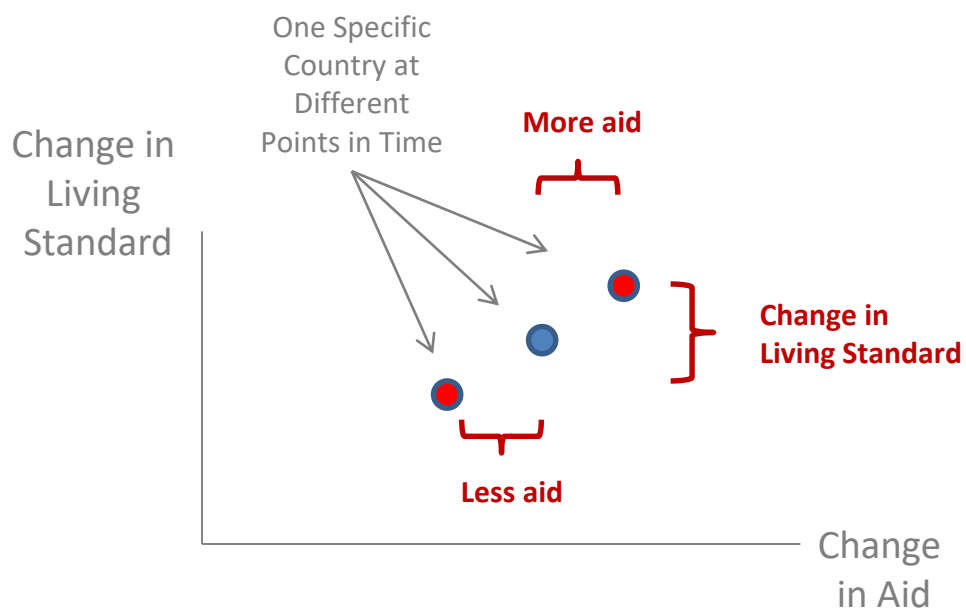 One Specific
Country at
Different
Points in Time
More aid
Change in
Living
Standard
Change in
Living Standard
Less aid
Change
in Aid